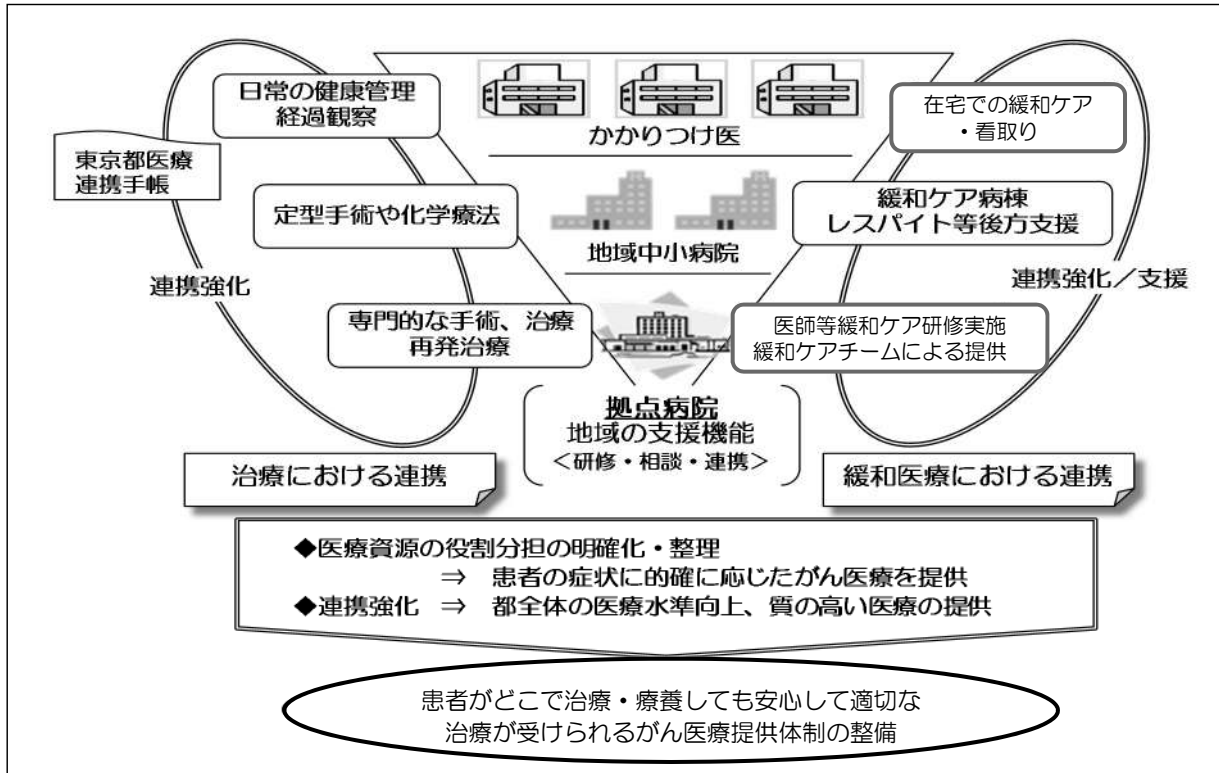 日常の健康管理
経過観察
東京都医療
連携手帳
定型手術や化学療法
連携強化
専門的な手術、治療
再発治療
かかりつけ医
地域中小病院
拠点病院
地域の支援機能
＜研修・相談・連携＞
在宅での緩和ケア
・看取り
緩和ケア病棟
レスパイト等後方支援
連携強化／支援
医師等緩和ケア研修実施
緩和ケアチームによる提供
治療における連携
緩和医療における連携
◆医療資源の役割分担の明確化・整理
⇒ 患者の症状に的確に応じたがん医療を提供
◆連携強化 ⇒ 都全体の医療水準向上、質の高い医療の提供
患者がどこで治療・療養しても安心して適切な
治療が受けられるがん医療提供体制の整備